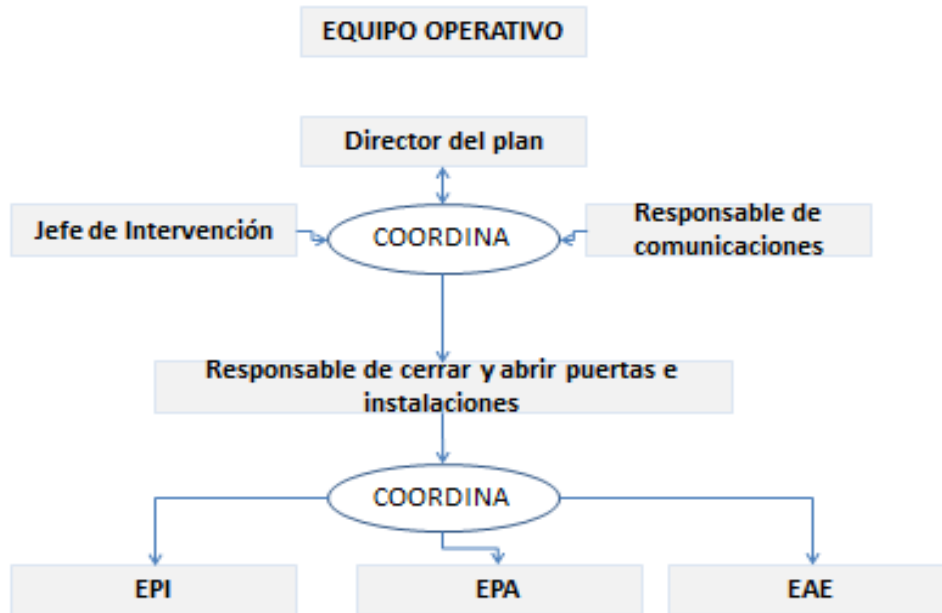 EQUIPO OPERATIVO
Director del plan
Jefe de Intervención
COORDINA
Responsable de
comunicaciones
Responsable de cerrar y abrir puertas e
instalaciones
COORDINA
EPI
EPA
EAE